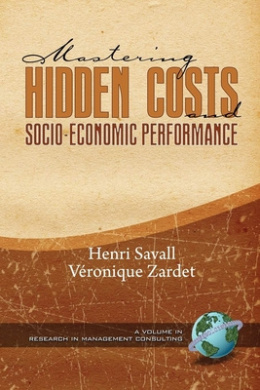 Mastering
HIDDEN COSTS
and
SOCIO-ECONOMIC PERFORMANCE
Henri Savall
Véronique Zardet
A VOLUME IN
RESEARCH IN MANAGEMENT CONSULTING